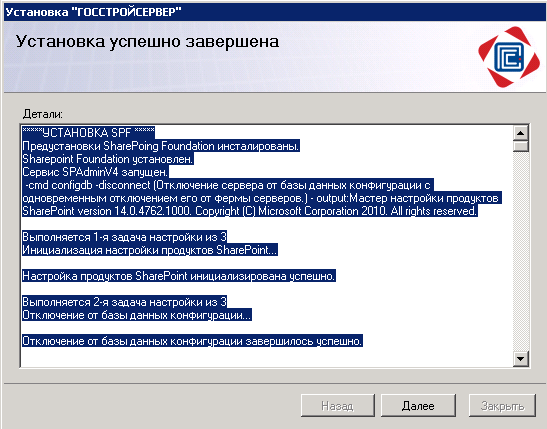 Установка "ГОССТРОЙСЕРВЕР"
Установка успешно завершена
Детали:
*****УСТАНОВКА SPF *****
Предустановки SharePoing Foundation инсталированы.
Sharepoint Foundation установлен.
Сервис SPAdminV4 запущен.
-cmd configdb -disconnect (Отключение сервера от базы данных конфигурации с
одновременным отключением его от фермы серверов.) - output:Мастер настройки продуктов
SharePoint version 14.0.4762.1000. Copyright (C) Microsoft Corporation 2010. All rights reserved.
Выполняется 1-я задача настройки из 3
Инициализация настройки продуктов SharePoint...
Настройка продуктов SharePoint инициализирована успешно.
Выполняется 2-я задача настройки из 3
Отключение от базы данных конфигурации...
Отключение от базы данных конфигурации завершилось успешно.
Назад
Далее
Закрыть